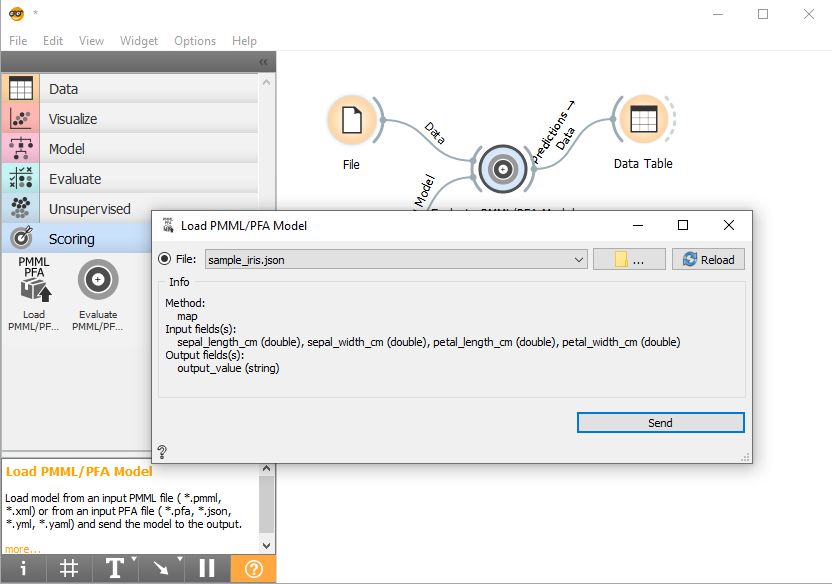 *
File Edit View Widget Options Help
Data
Visualize
Model
Evaluate
Unsupervised
Scoring
PMML
PFA
Load
PMML/PF...
Evaluate
PMML/PF...
Load PMML/PFA Model
Load model from an input PMML file ( *.pmml,
*.xml) or from an input PFA file ( *.pfa, *.json,
*.yml, *.yaml) and send the model to the output.
more...
File
Data
Model
Predictions →
Data
Data Table
PMML
PFA
Load PMML/PFA Model
File: sample_iris.json ... Reload
Info
Method:
map
Input fields(s):
sepal_length_cm (double), sepal_width_cm (double), petal_length_cm (double), petal_width_cm (double)
Output fields(s):
output_value (string)
Send
?